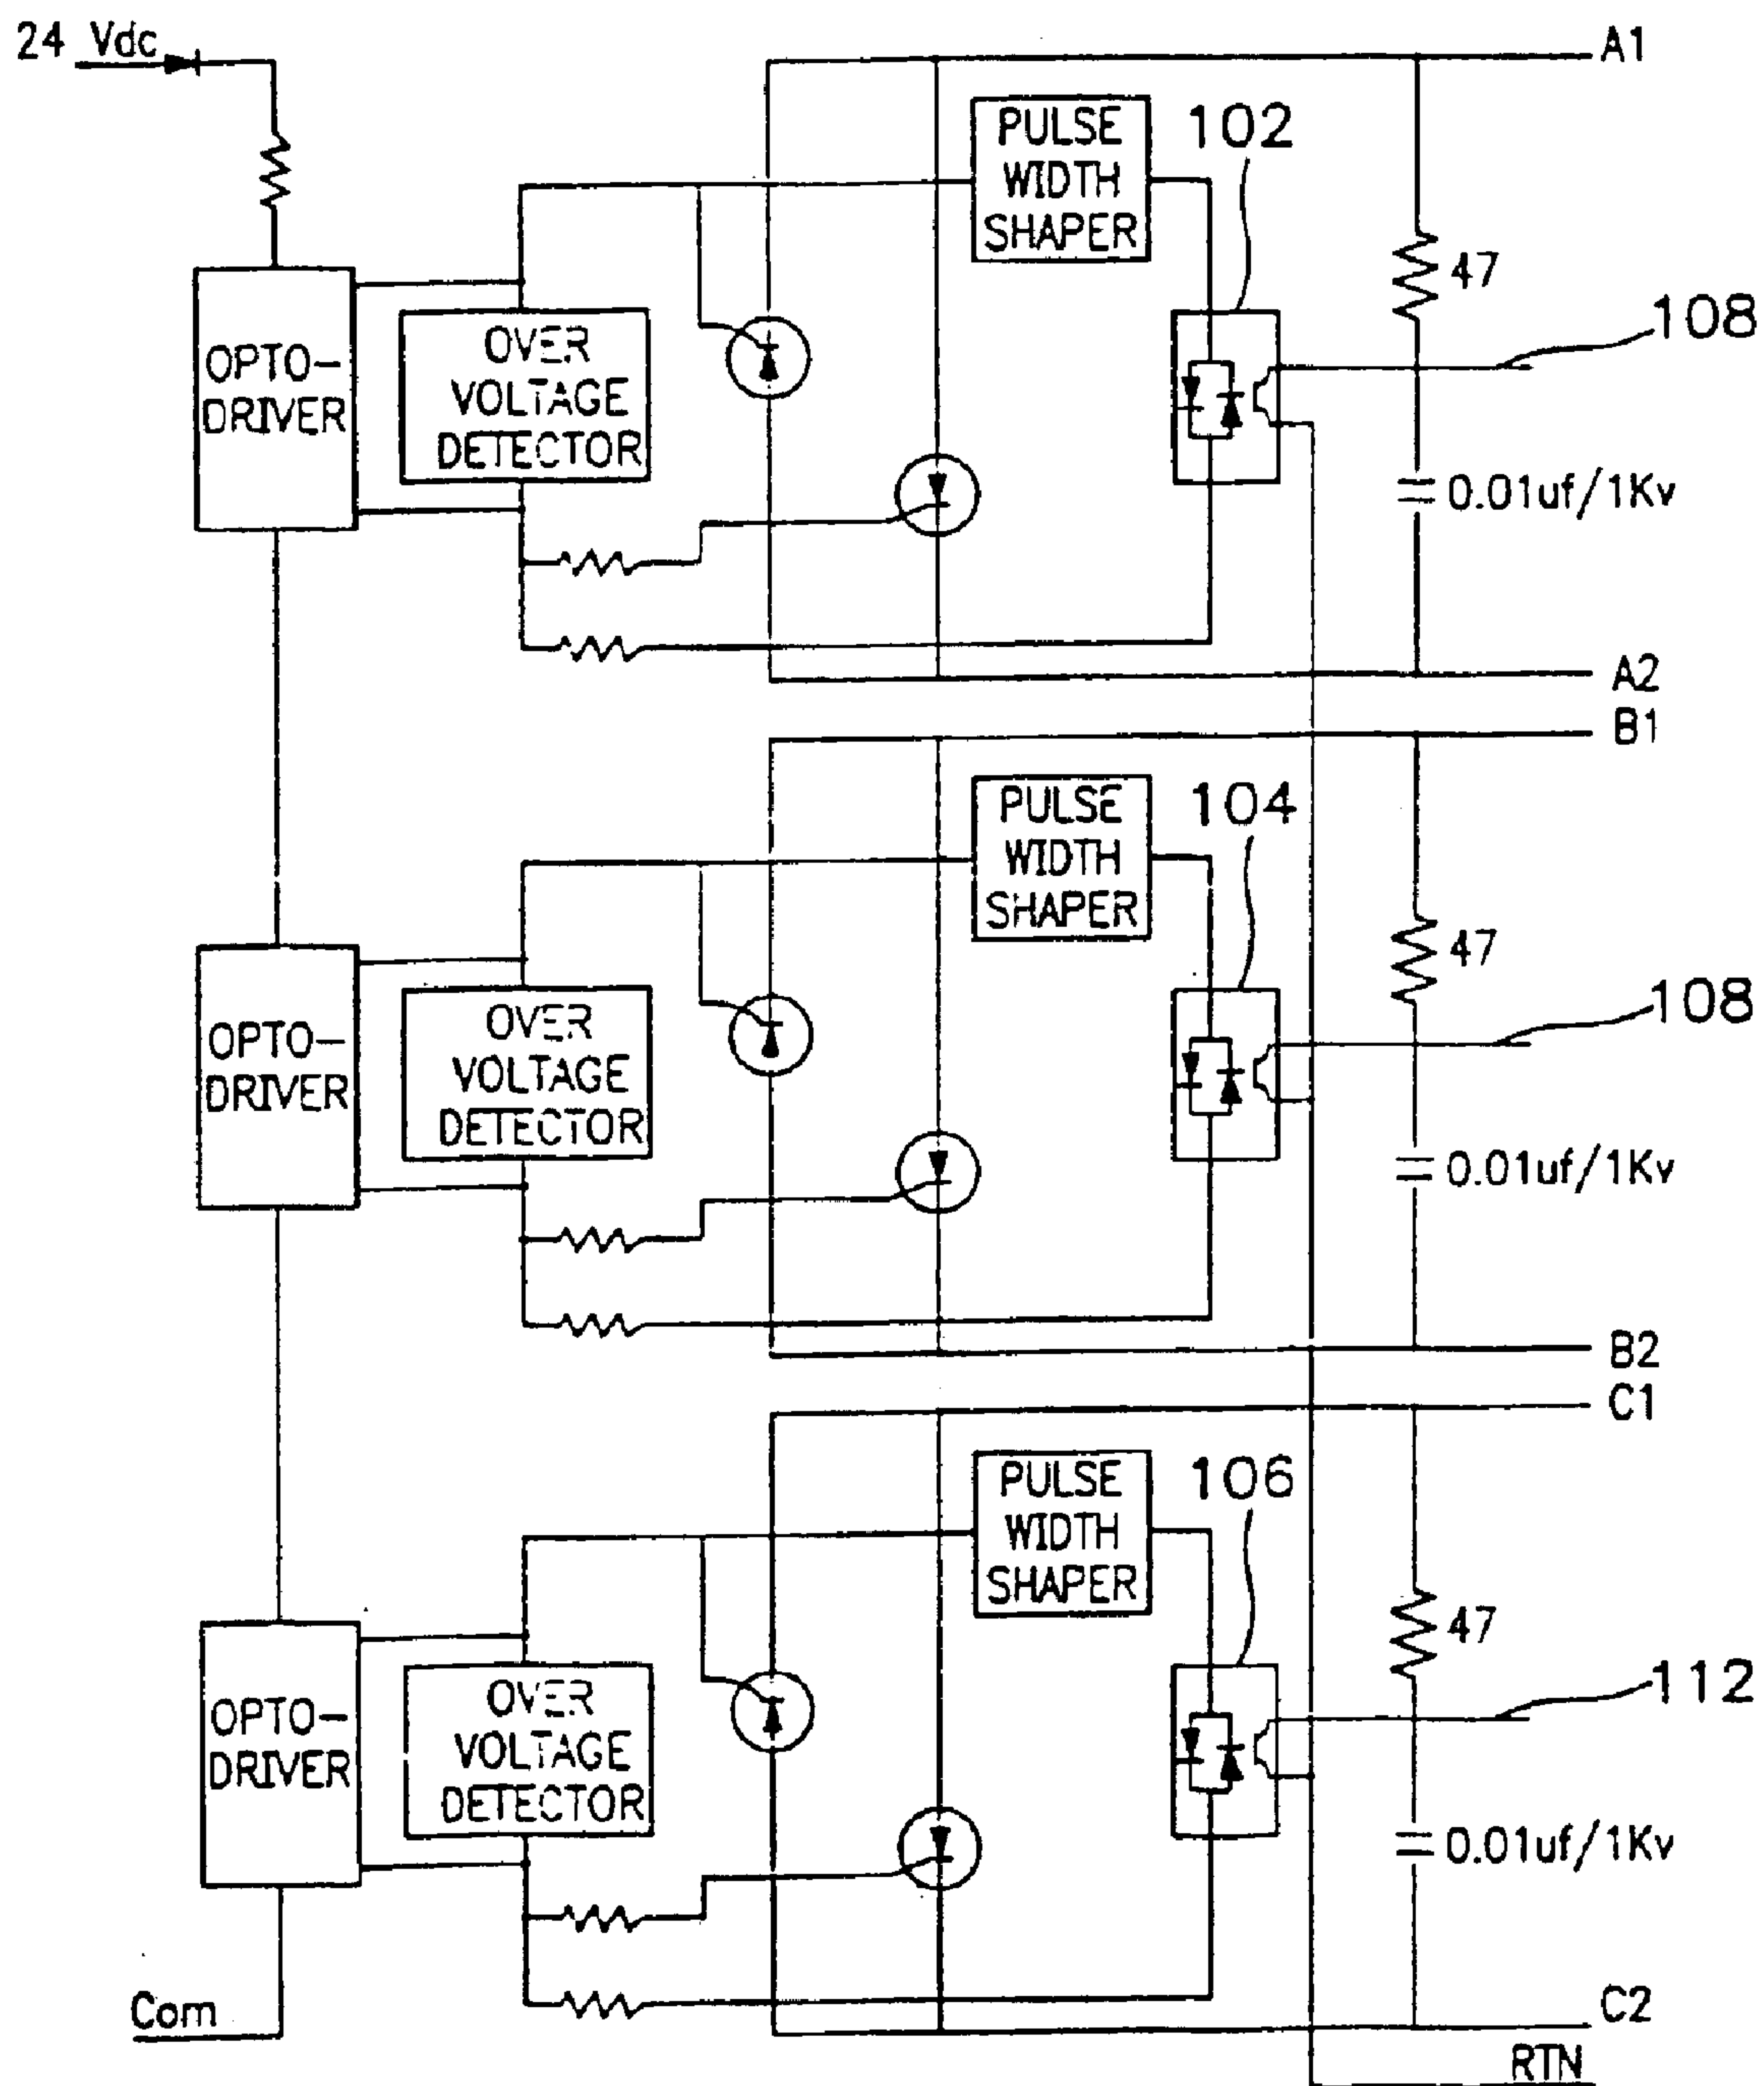 24 Vdc
A1
PULSE
WIDTH
SHAPER
102
47
108
OPTO-
DRIVER
OVER
VOLTAGE
DETECTOR
0.01uf/1Kv
A2
B1
PULSE
WIDTH
SHAPER
104
47
108
OPTO-
DRIVER
OVER
VOLTAGE
DETECTOR
0.01uf/1Kv
B2
C1
PULSE
WIDTH
SHAPER
106
47
112
OPTO-
DRIVER
OVER
VOLTAGE
DETECTOR
0.01uf/1Kv
Com
C2
RTN